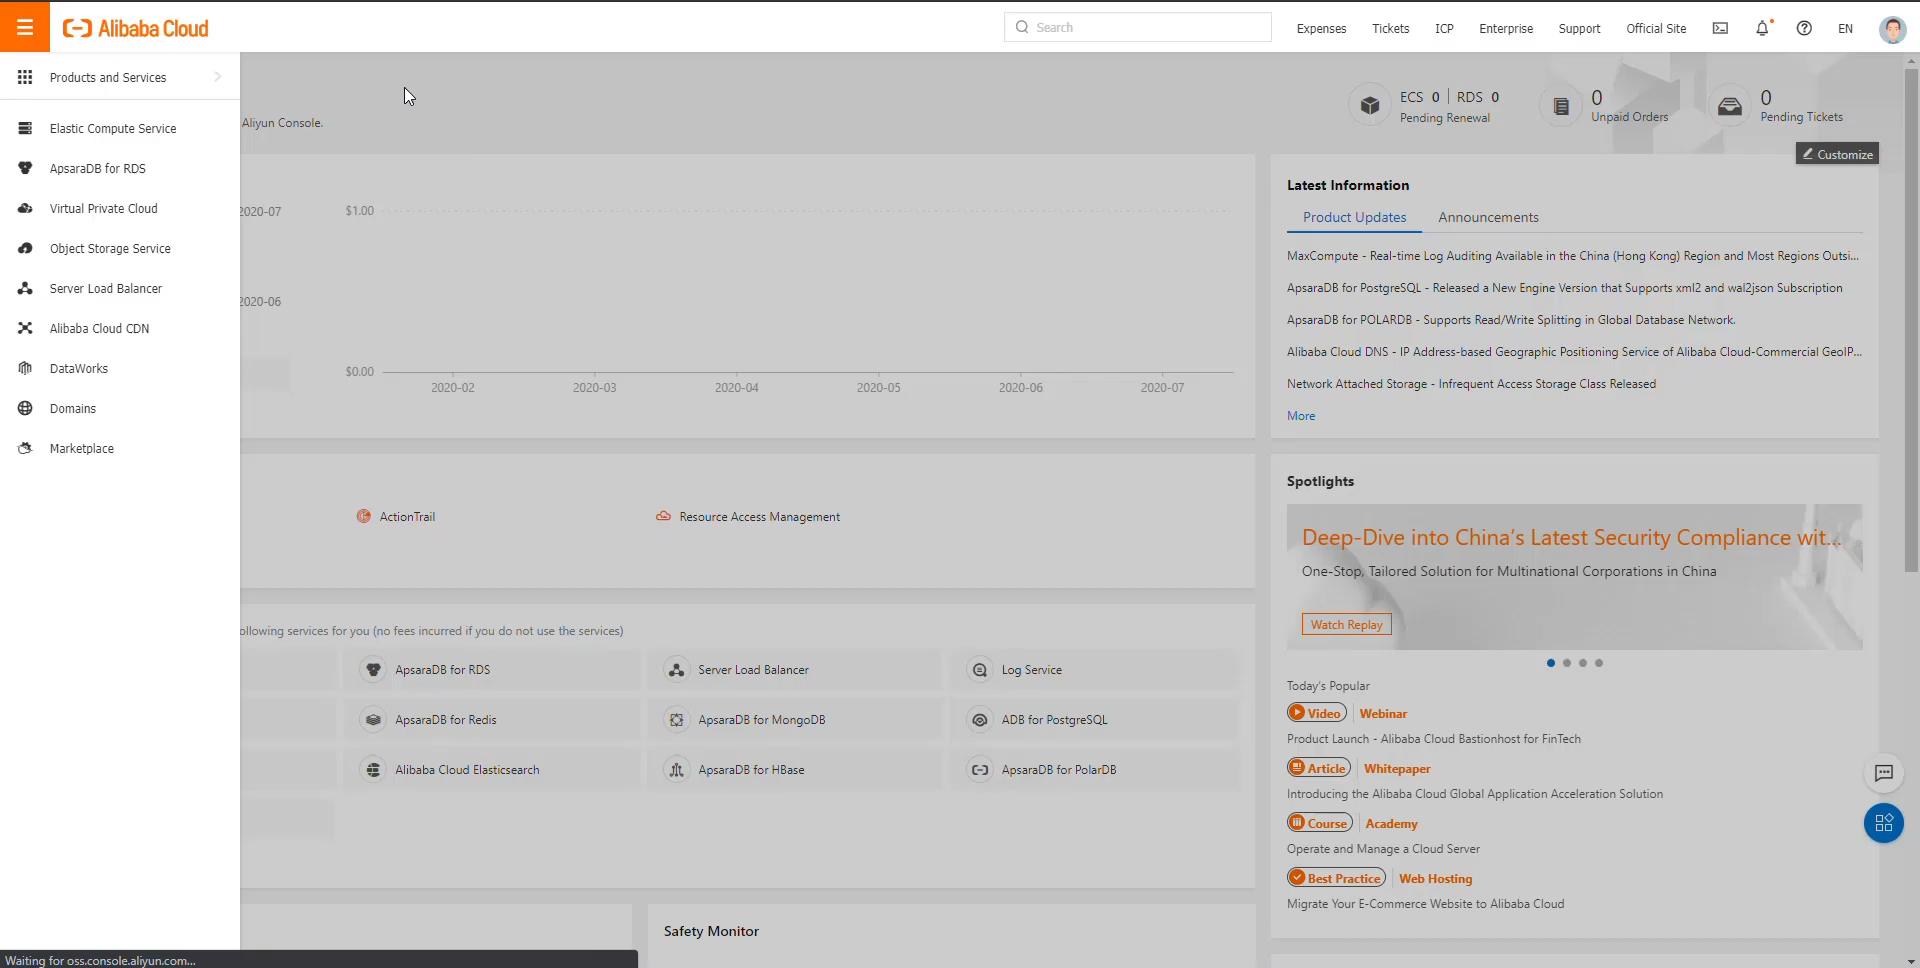 Alibaba Cloud
Search
Expenses
Tickets
ICP
Enterprise
Support
Official Site
EN
Products and Services
Elastic Compute Service
ApsaraDB for RDS
Virtual Private Cloud
Object Storage Service
Server Load Balancer
Alibaba Cloud CDN
DataWorks
Domains
Marketplace
Aliyun Console.
ECS 0 | RDS 0
Pending Renewal
0
Unpaid Orders
0
Pending Tickets
Customize
2020-07
2020-06
$1.00
$0.00
2020-02
2020-03
2020-04
2020-05
2020-06
2020-07
Latest Information
Product Updates
Announcements
MaxCompute - Real-time Log Auditing Available in the China (Hong Kong) Region and Most Regions Outsi...
ApsaraDB for PostgreSQL - Released a New Engine Version that Supports xml2 and wal2json Subscription
ApsaraDB for POLARDB - Supports Read/Write Splitting in Global Database Network.
Alibaba Cloud DNS - IP Address-based Geographic Positioning Service of Alibaba Cloud-Commercial GeoIP...
Network Attached Storage - Infrequent Access Storage Class Released
More
ActionTrail
Resource Access Management
Spotlights
Deep-Dive into China's Latest Security Compliance wit...
One-Stop, Tailored Solution for Multinational Corporations in China
Watch Replay
ollowing services for you (no fees incurred if you do not use the services)
ApsaraDB for RDS
Server Load Balancer
Log Service
ApsaraDB for Redis
ApsaraDB for MongoDB
ADB for PostgreSQL
Alibaba Cloud Elasticsearch
ApsaraDB for HBase
ApsaraDB for PolarDB
Today's Popular
Video | Webinar
Product Launch - Alibaba Cloud Bastionhost for FinTech
Article | Whitepaper
Introducing the Alibaba Cloud Global Application Acceleration Solution
Course | Academy
Operate and Manage a Cloud Server
Best Practice | Web Hosting
Migrate Your E-Commerce Website to Alibaba Cloud
Safety Monitor
Waiting for oss.console.aliyun.com...